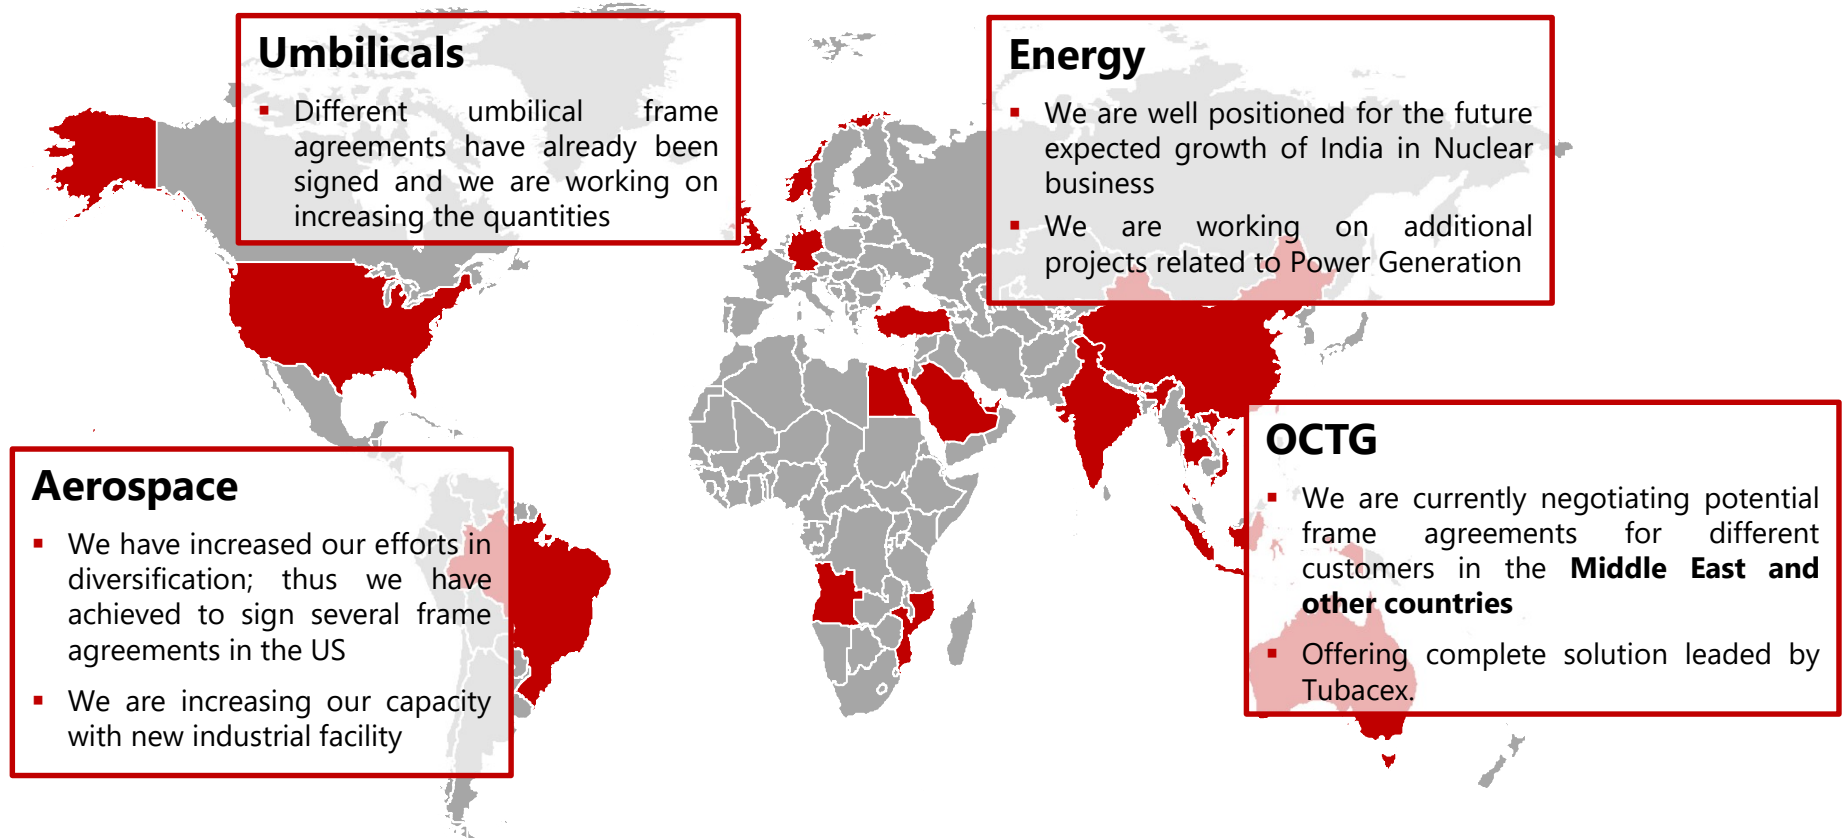 Umbilicals
▪ Different umbilical frame
agreements have already been
signed and we are working on
increasing the quantities
Energy
▪ We are well positioned for the future
expected growth of India in Nuclear
business
▪ We are working on additional
projects related to Power Generation
Aerospace
▪ We have increased our efforts in
diversification; thus we have
achieved to sign several frame
agreements in the US
▪ We are increasing our capacity
with new industrial facility
OCTG
▪ We are currently negotiating potential
frame agreements for different
customers in the Middle East and
other countries
▪ Offering complete solution leaded by
Tubacex.